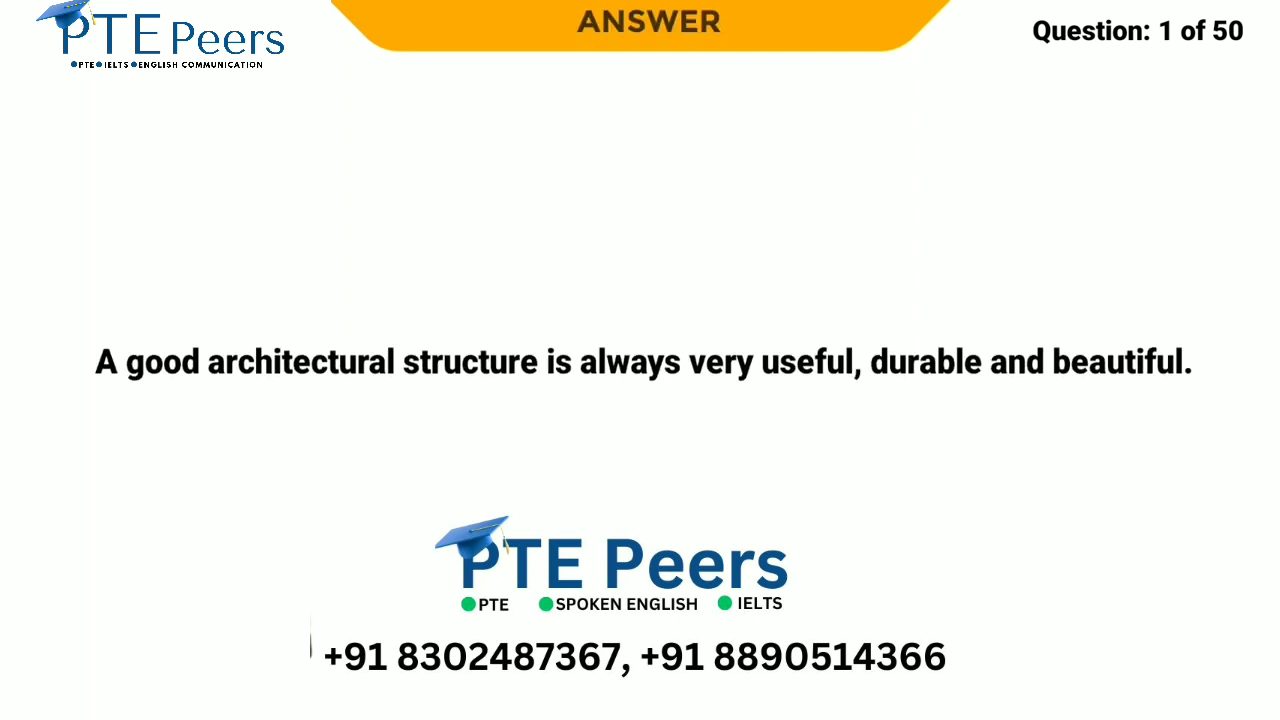 ANSWER
Question: 1 of 50
PTE Peers
PTE IELTS ENGLISH COMMUNICATION
A good architectural structure is always very useful, durable and beautiful.
PTE Peers
PTE SPOKEN ENGLISH IELTS
+91 8302487367, +91 8890514366